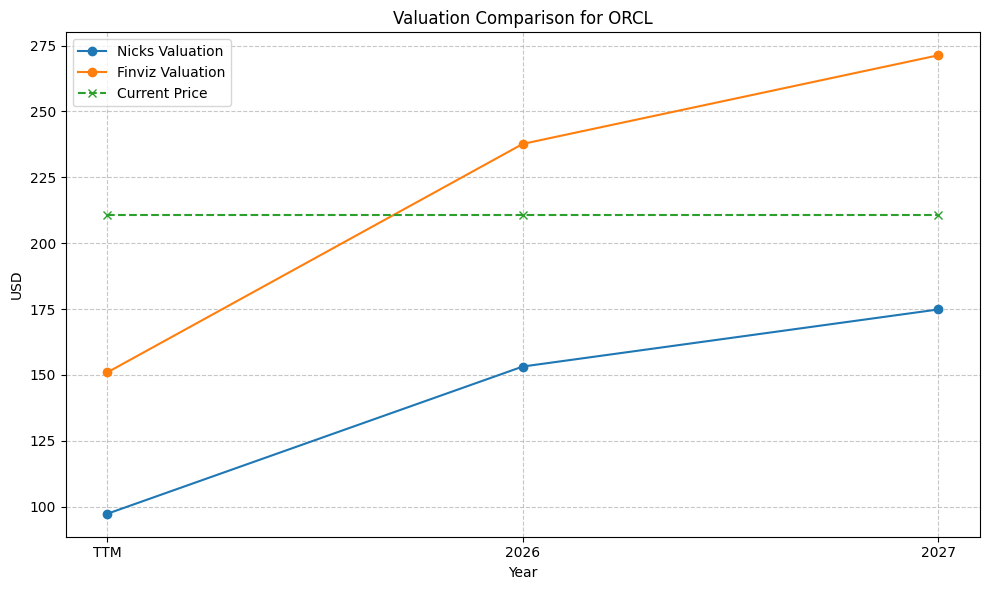 Valuation Comparison for ORCL
Nicks Valuation
Finviz Valuation
Current Price
275
250
225
200
175
150
125
100
USD
TTM
2026
2027
Year